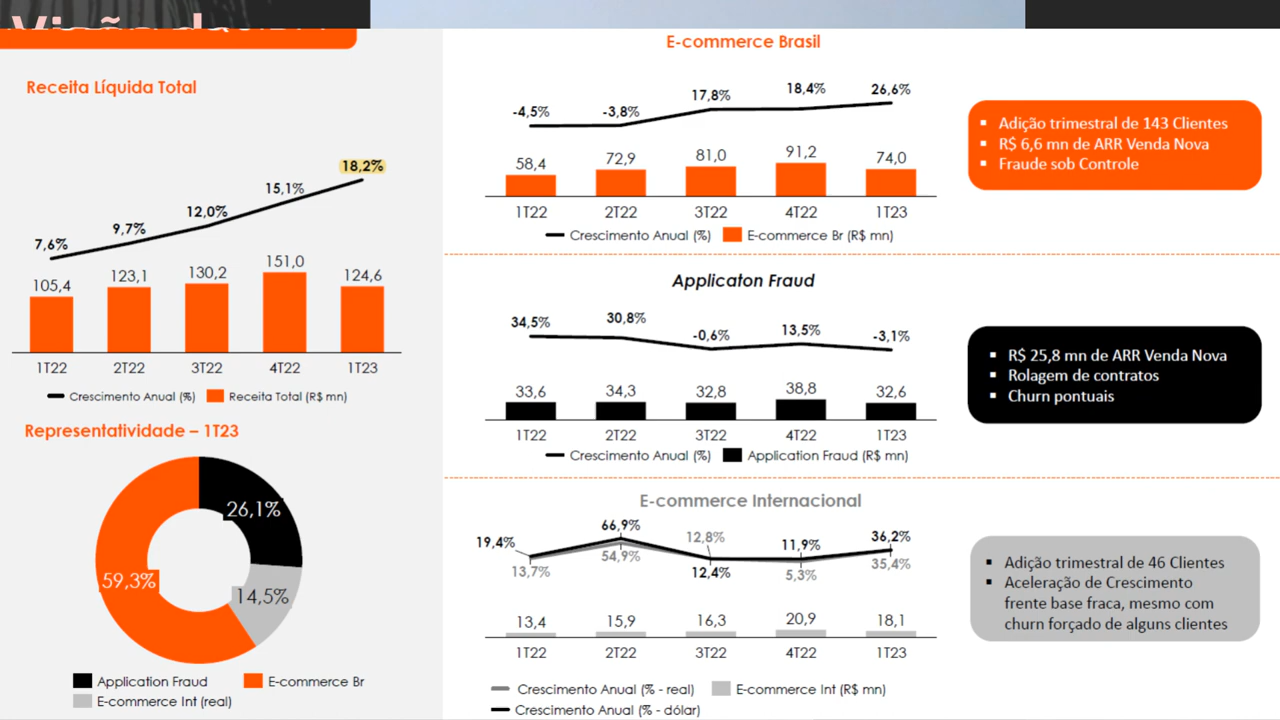 Visão das
Receita Líquida Total
18,2%
15,1%
12,0%
9,7%
7,6%
151,0
130,2
123,1
124,6
105,4
1T22 2T22 3T22 4T22 1T23
Crescimento Anual (%) Receita Total (R$ mn)
Representatividade – 1T23
26,1%
59,3%
14,5%
Application Fraud E-commerce Br
E-commerce Int (real)
E-commerce Brasil
-4,5% -3,8% 17,8% 18,4% 26,6%
58,4 72,9 81,0 91,2 74,0
1T22 2T22 3T22 4T22 1T23
Crescimento Anual (%) E-commerce Br (R$ mn)
▪ Adição trimestral de 143 Clientes
▪ R$ 6,6 mn de ARR Venda Nova
▪ Fraude sob Controle
Applicaton Fraud
34,5% 30,8% -0,6% 13,5% -3,1%
33,6 34,3 32,8 38,8 32,6
1T22 2T22 3T22 4T22 1T23
Crescimento Anual (%) Application Fraud (R$ mn)
▪ R$ 25,8 mn de ARR Venda Nova
▪ Rolagem de contratos
▪ Churn pontuais
E-commerce Internacional
19,4% 66,9% 12,8% 11,9% 36,2%
13,7% 54,9% 12,4% 5,3% 35,4%
13,4 15,9 16,3 20,9 18,1
1T22 2T22 3T22 4T22 1T23
Crescimento Anual (% - real) E-commerce Int (R$ mn)
Crescimento Anual (% - dólar)
▪ Adição trimestral de 46 Clientes
▪ Aceleração de Crescimento
frente base fraca, mesmo com
churn forçado de alguns clientes